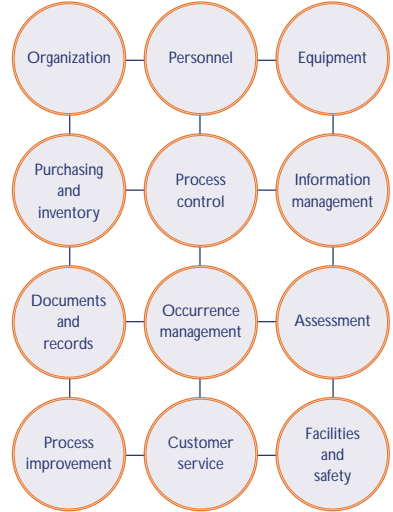 Organization
Personnel
Equipment
Purchasing
and
inventory
Process
control
Information
management
Documents
and
records
Occurrence
management
Assessment
Process
improvement
Customer
service
Facilities
and
safety